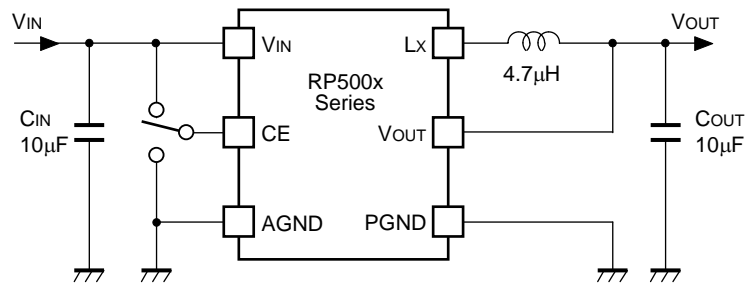 VIN
VOUT
VIN
LX
RP500x
Series
4.7μH
CIN
10μF
CE
VOUT
COUT
10μF
AGND
PGND